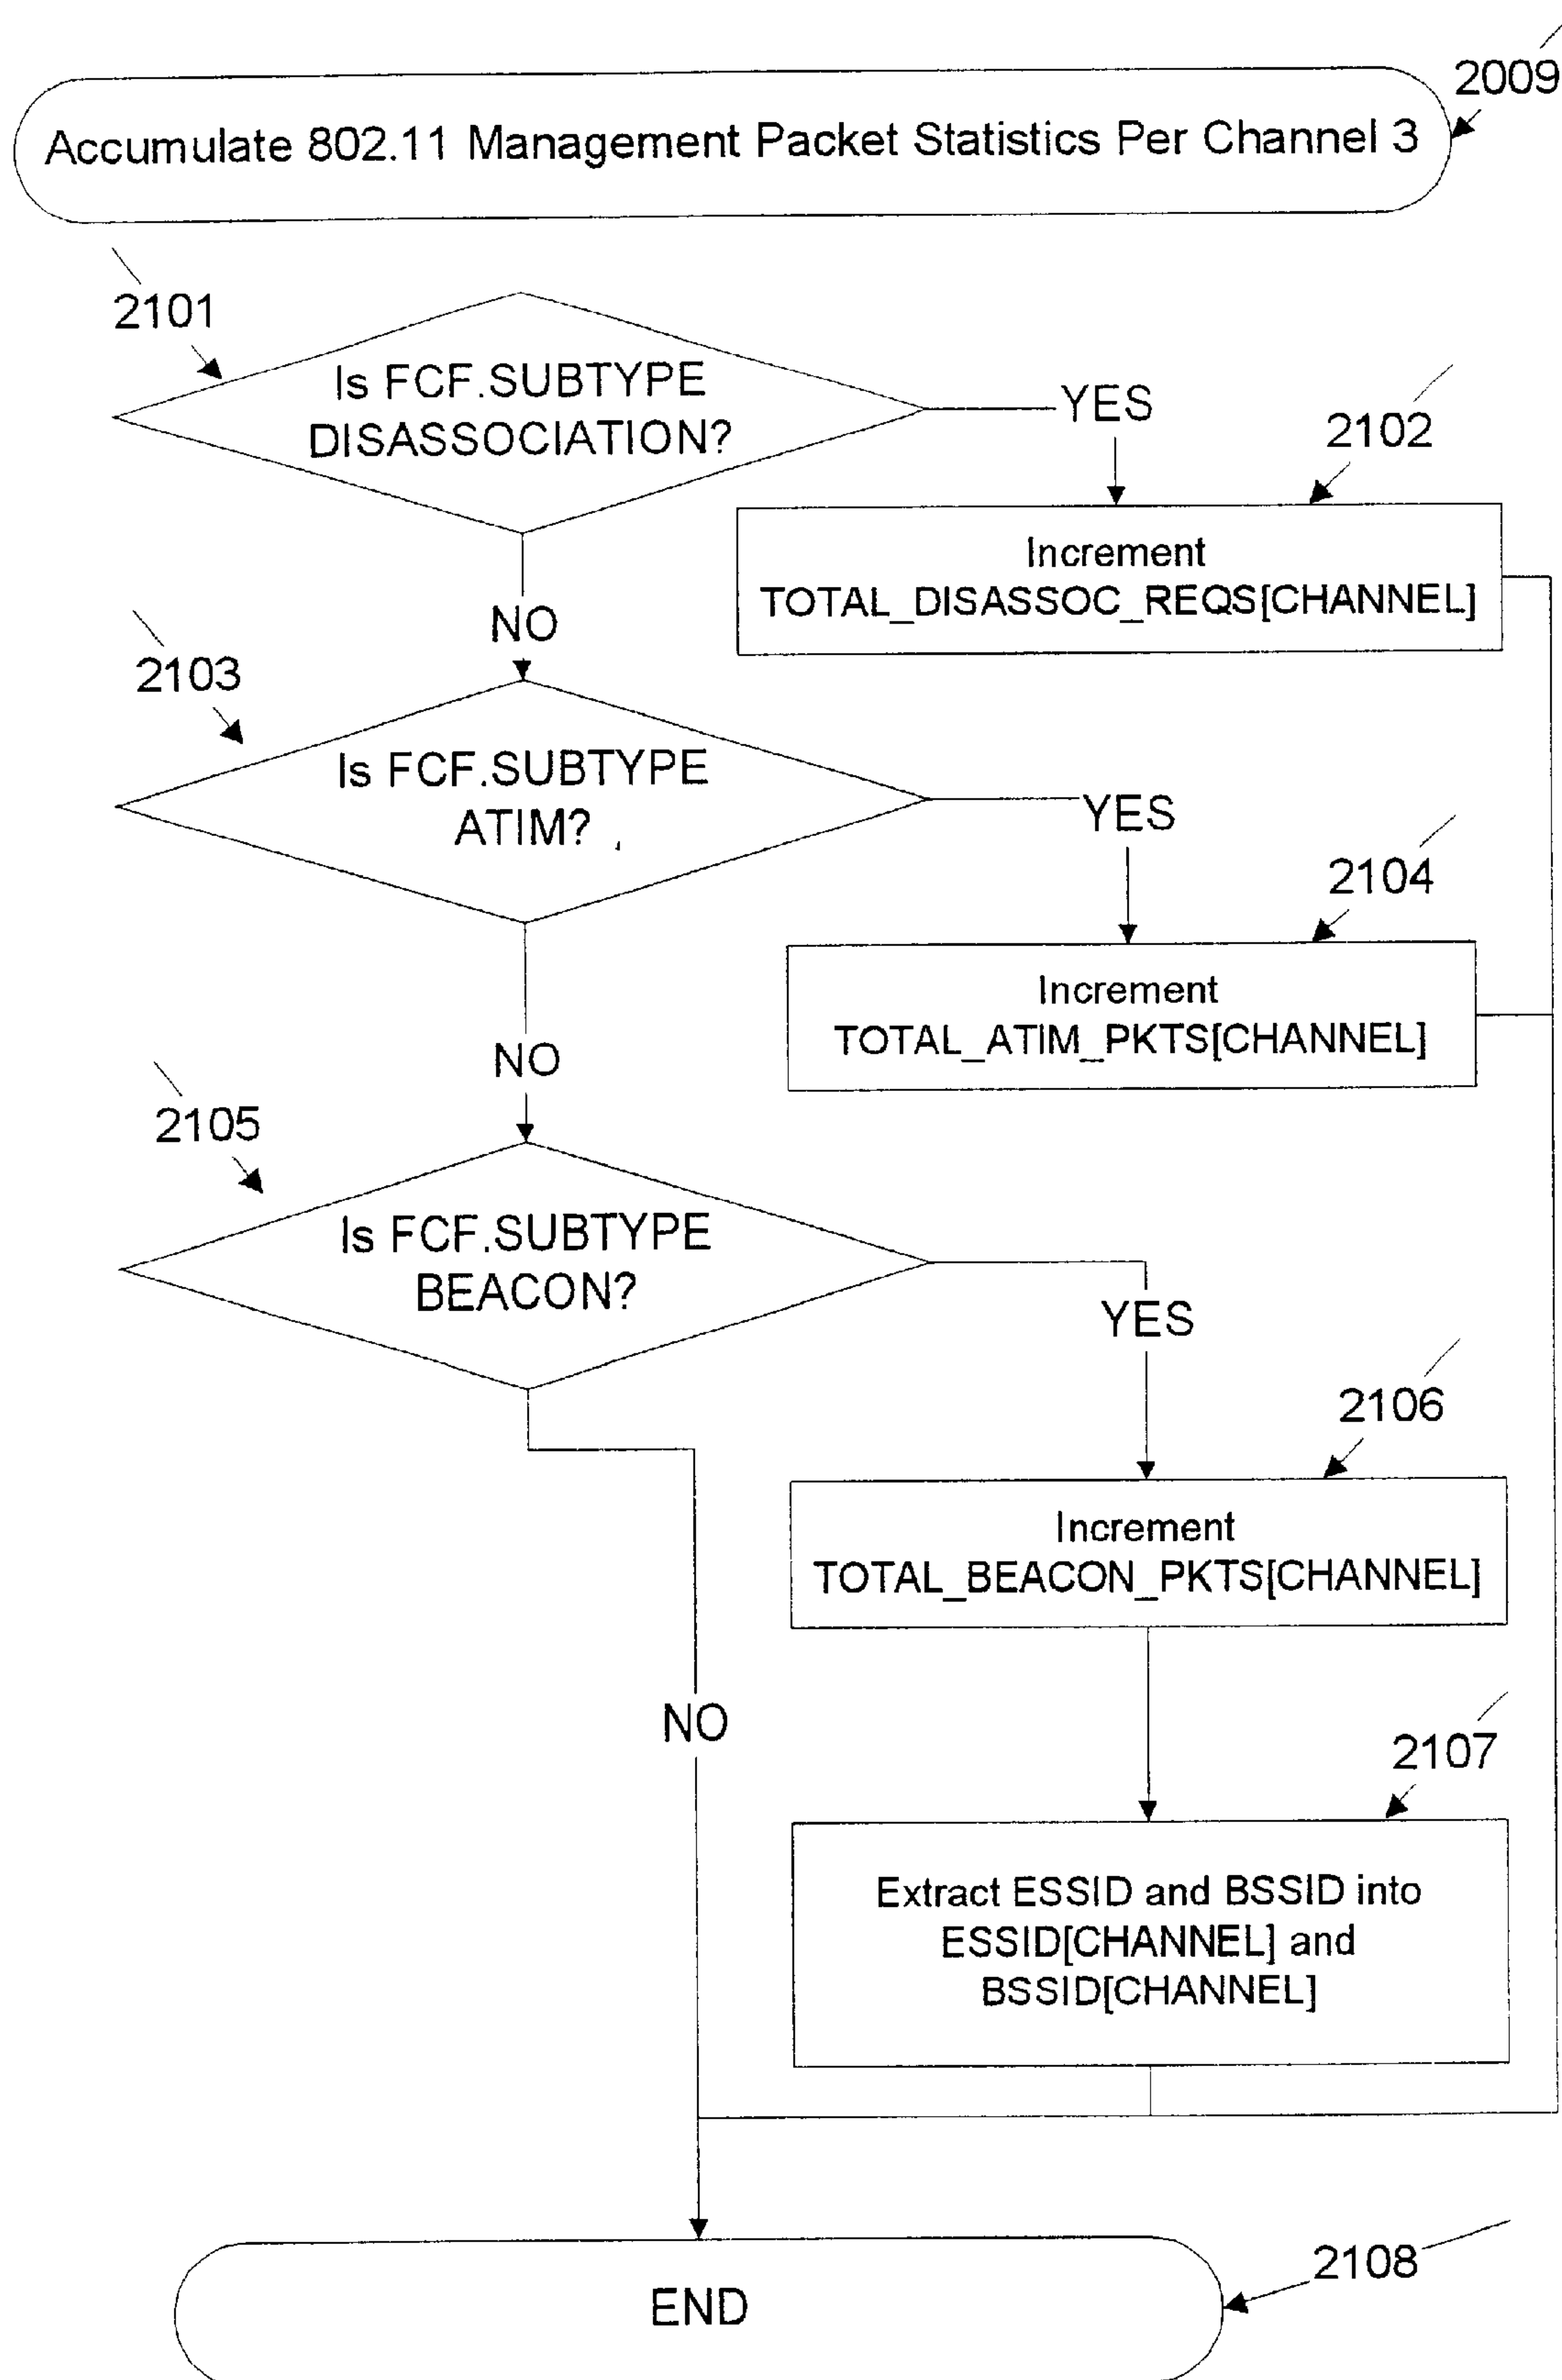 2009
Accumulate 802.11 Management Packet Statistics Per Channel 3
2101
Is FCF.SUBTYPE
DISASSOCIATION?
YES
2102
Increment
TOTAL_DISASSOC_REQS[CHANNEL]
NO
2103
Is FCF.SUBTYPE
ATIM?
YES
2104
Increment
TOTAL_ATIM_PKTS[CHANNEL]
NO
2105
Is FCF.SUBTYPE
BEACON?
YES
2106
Increment
TOTAL_BEACON_PKTS[CHANNEL]
NO
2107
Extract ESSID and BSSID into
ESSID[CHANNEL] and
BSSID[CHANNEL]
2108
END